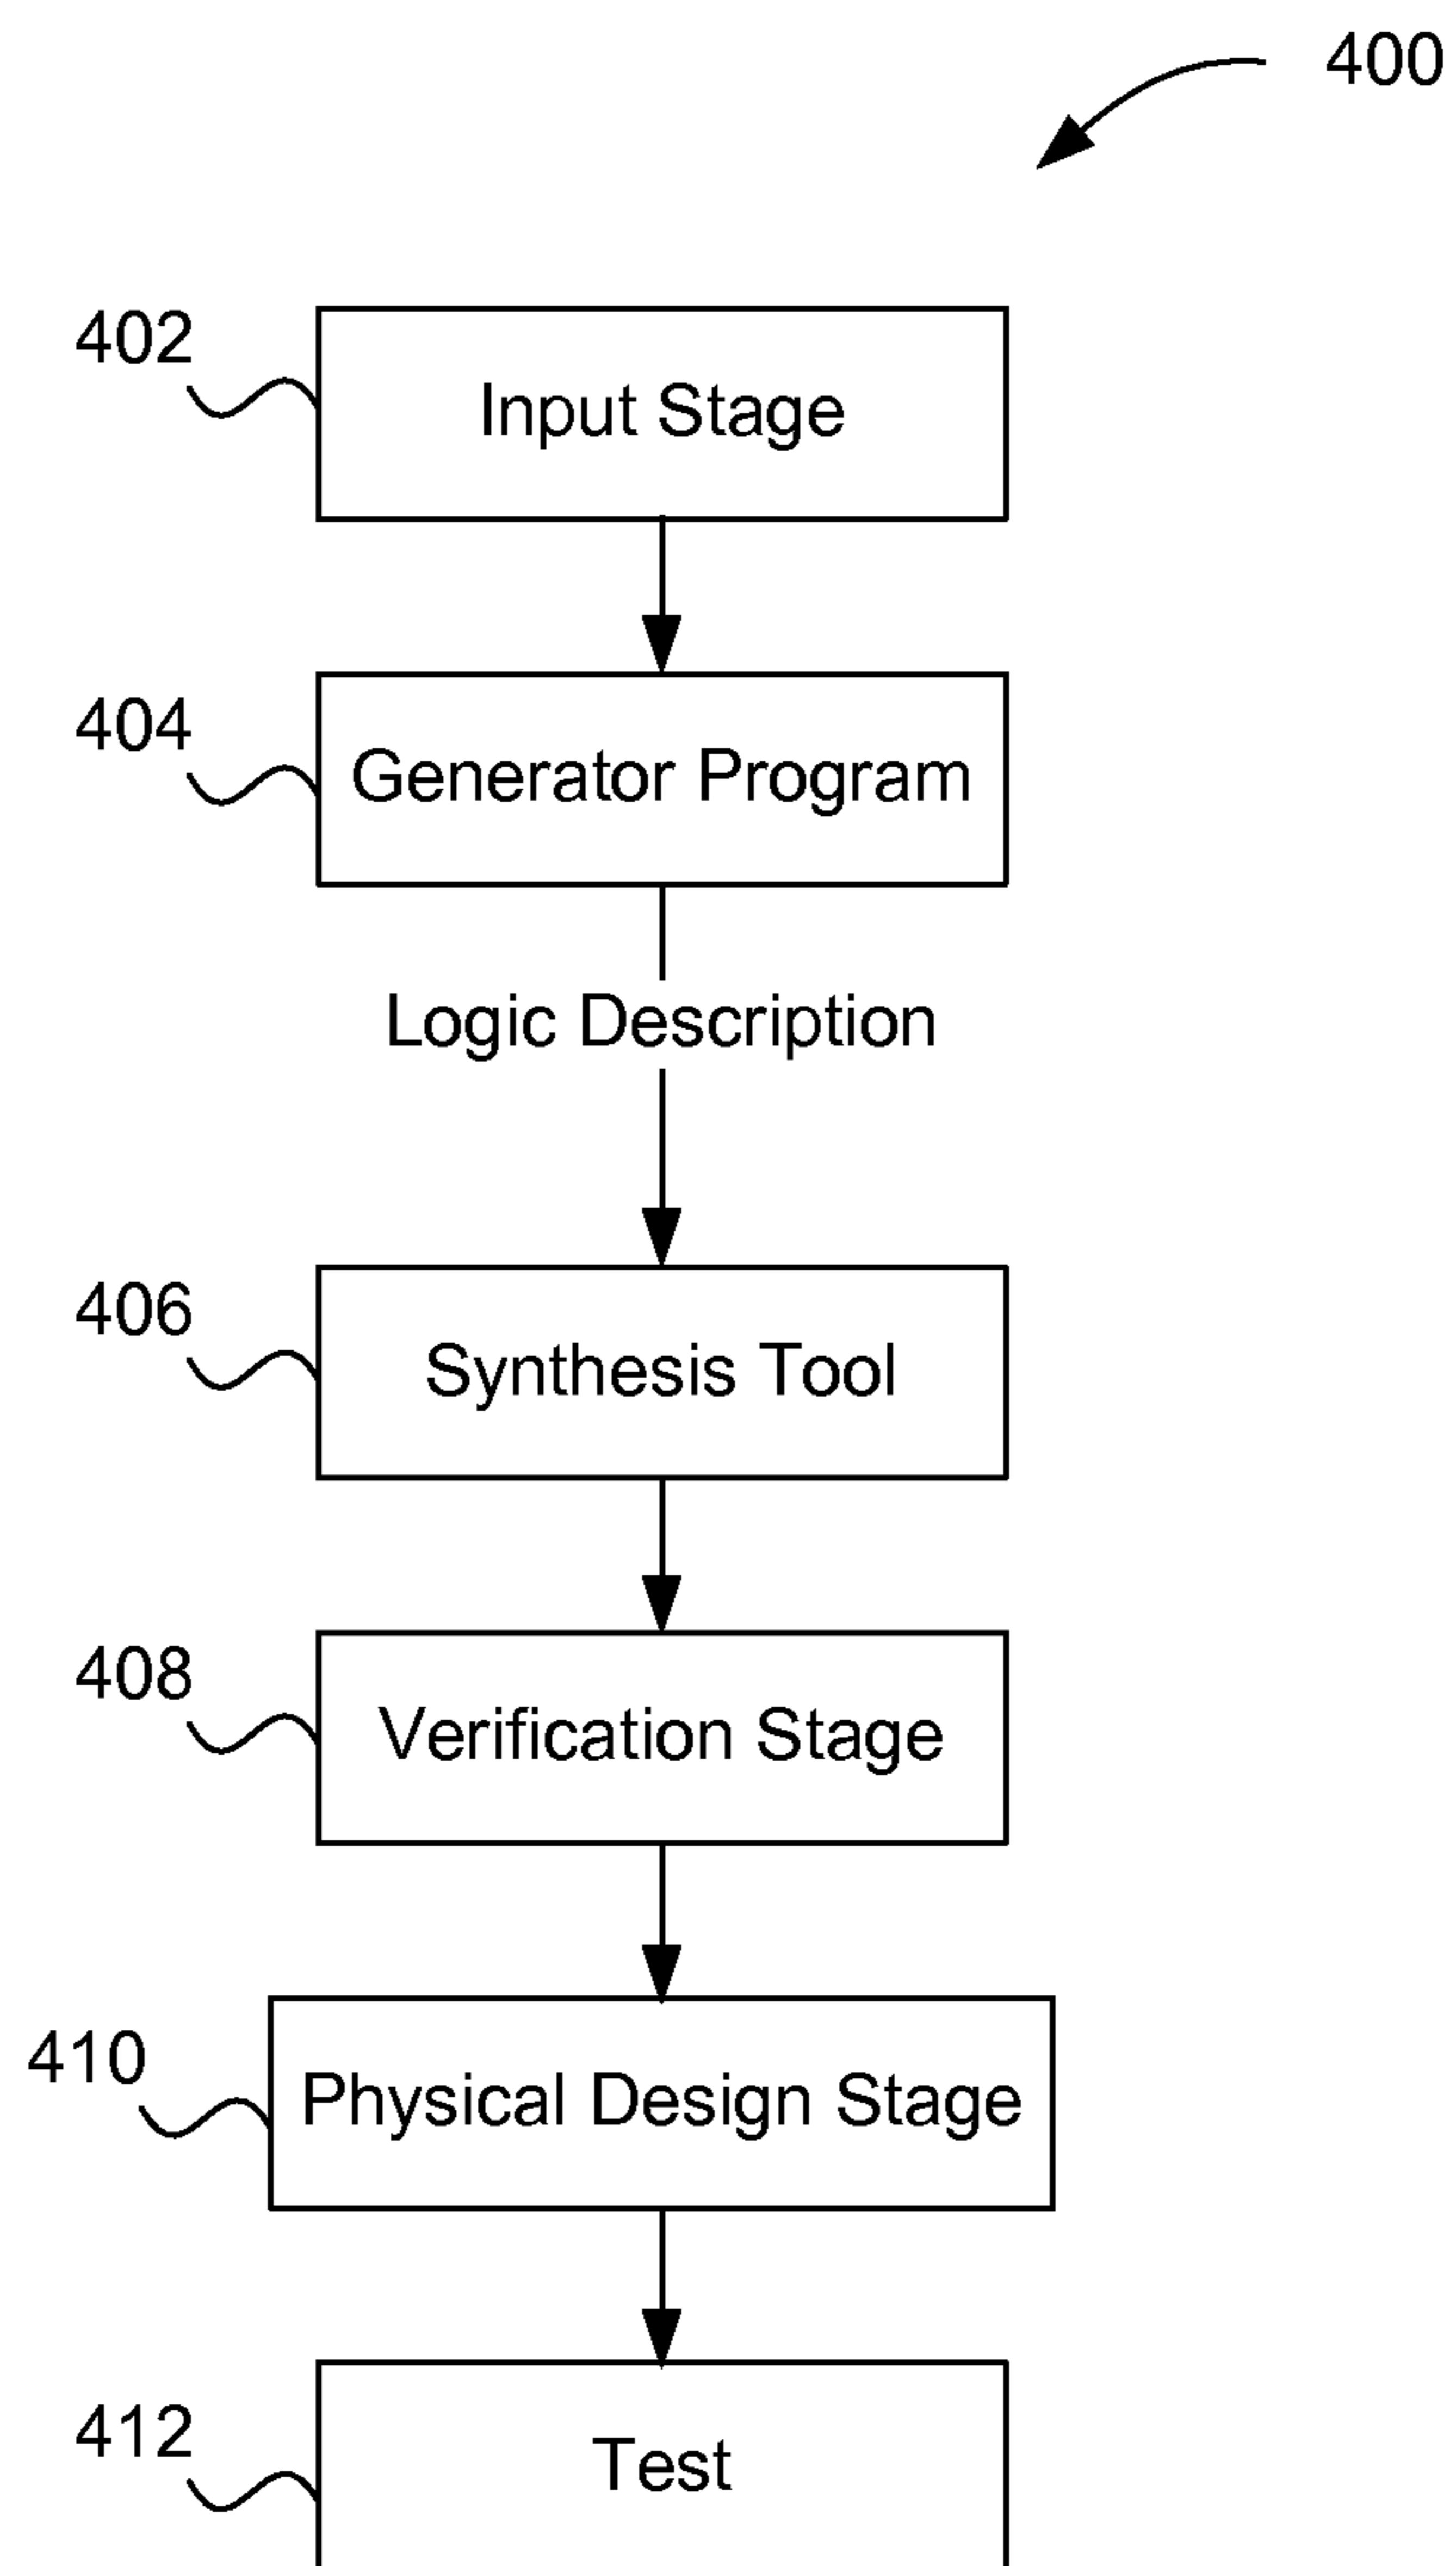 400
402
Input Stage
404
Generator Program
Logic Description
406
Synthesis Tool
408
Verification Stage
410
Physical Design Stage
412
Test